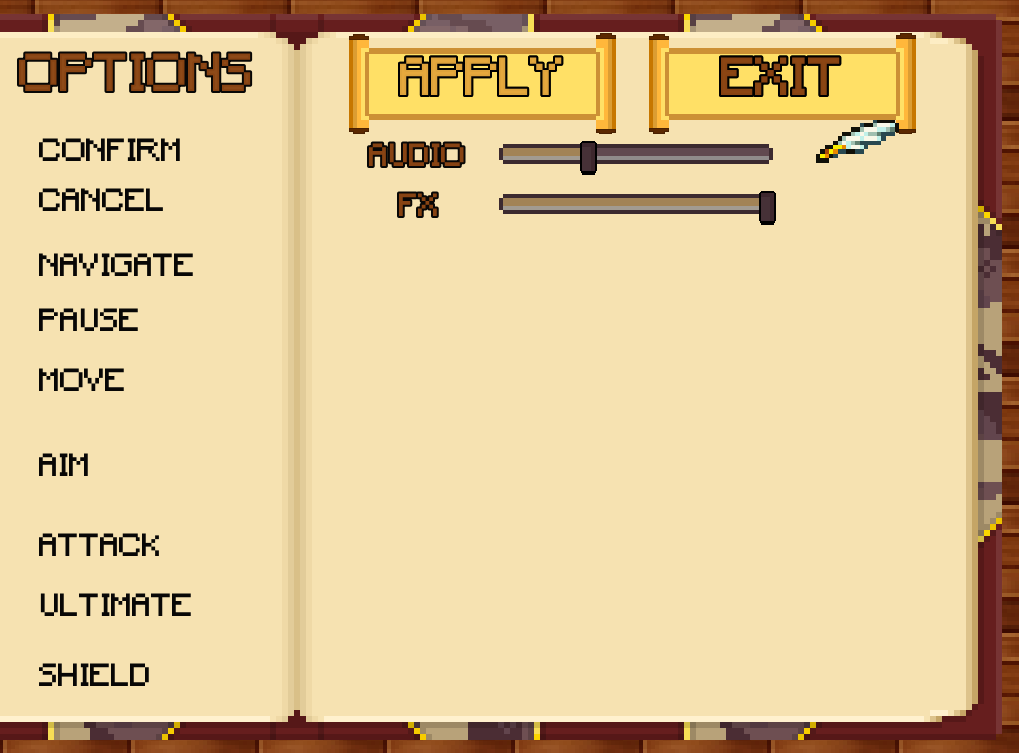 OPTIONS
APPLY
EXIT
CONFIRM
AUDIO
CANCEL
FX
NAVIGATE
PAUSE
MOVE
AIM
ATTACK
ULTIMATE
SHIELD